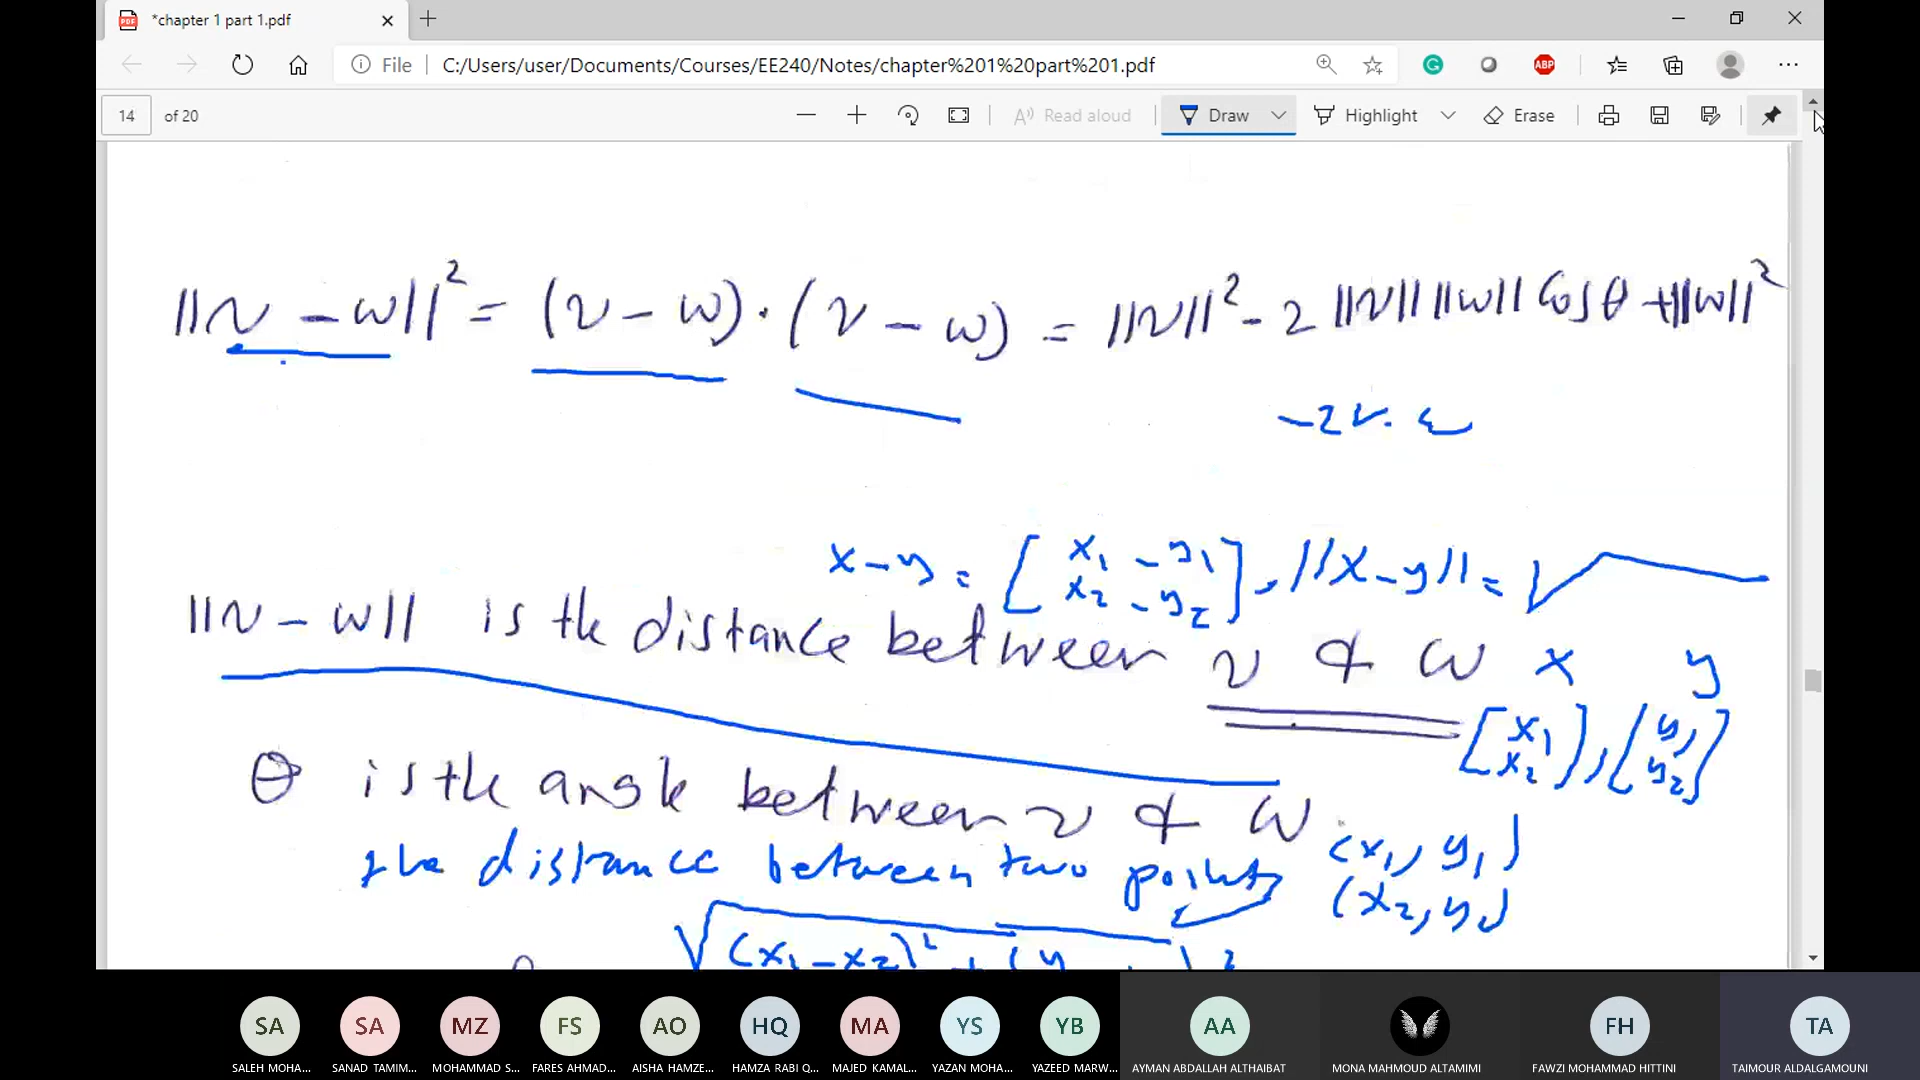 *chapter 1 part 1.pdf
File C:/Users/user/Documents/Courses/EE240/Notes/chapter%201%20part%201.pdf
ABP
14 of 20 Read aloud Draw Highlight Erase
||v - w||² = (v - w) · (v - w) = ||v||² - 2 ||v|| ||w|| Cos θ + ||w||²
-2v. w
x - y = [x₁ - y₁ x₂ - y₂] , ||x - y|| = √
||v - w|| is the distance between v & w x y
[x₁ x₂] , [y₁ y₂]
θ is the angle between v & w
the distance between two points (x₁, y₁)
(x₂, y₂)
√(x₁ - x₂)² + (y )²
SA SA MZ FS AO HQ MA YS YB AA FH TA
SALEH MOHA... SANAD TAMIM... MOHAMMAD S... FARES AHMAD... AISHA HAMZE... HAMZA RABI Q... MAJED KAMAL... YAZAN MOHA... YAZEED MARW... AYMAN ABDALLAH ALTHAIBAT MONA MAHMOUD ALTAMIMI FAWZI MOHAMMAD HITTINI TAIMOUR ALDALGAMOUNI